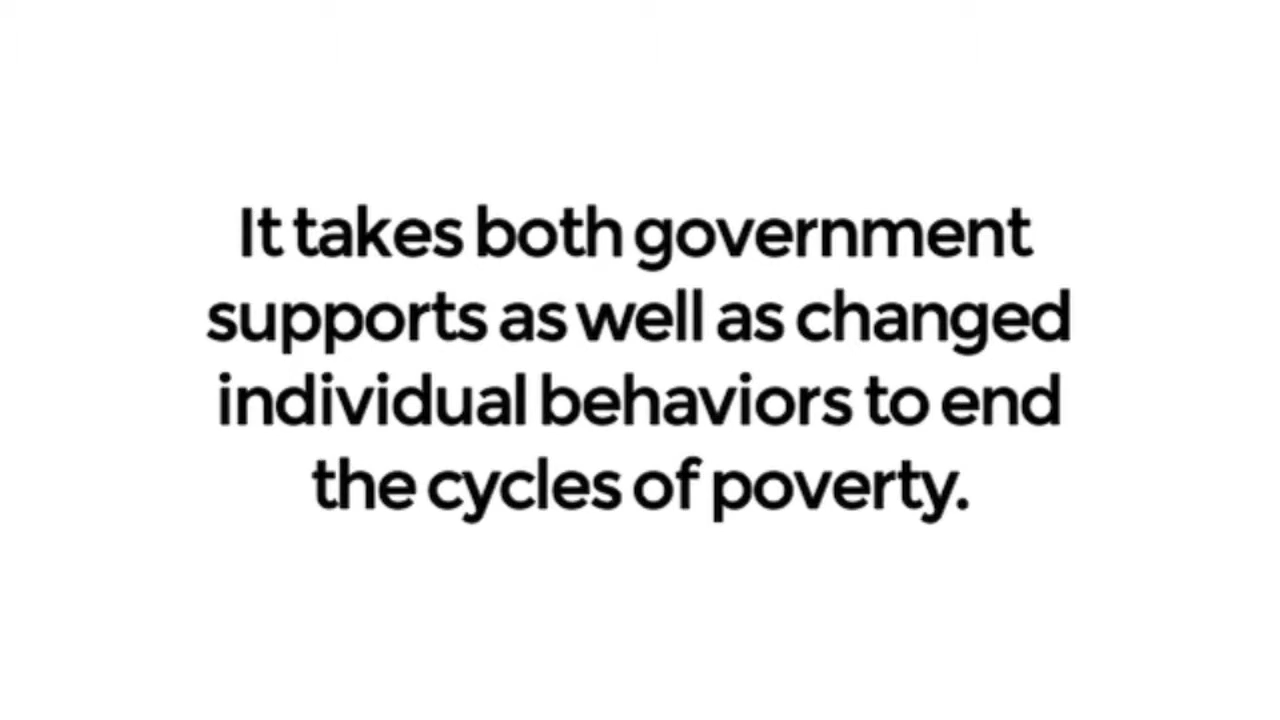 It takes both government
supports as well as changed
individual behaviors to end
the cycles of poverty.